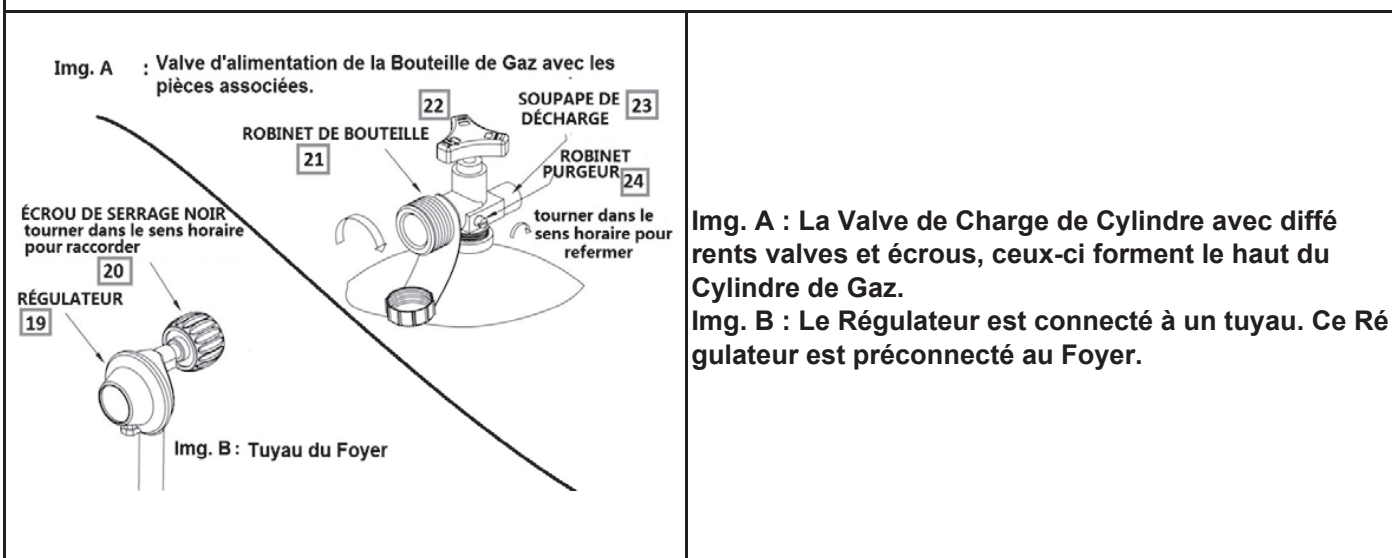 Img. A : Valve d'alimentation de la Bouteille de Gaz avec les
pièces associées.
22
SOUPAPE DE 23
DÉCHARGE
ROBINET DE BOUTEILLE
21
ROBINET
PURGEUR 24
tourner dans le
sens horaire pour
refermer
ÉCROU DE SERRAGE NOIR
tourner dans le sens horaire
pour raccorder
20
RÉGULATEUR
19
Img. B : Tuyau du Foyer
Img. A : La Valve de Charge de Cylindre avec diffé
rents valves et écrous, ceux-ci forment le haut du
Cylindre de Gaz.
Img. B : Le Régulateur est connecté à un tuyau. Ce Ré
gulateur est préconnecté au Foyer.